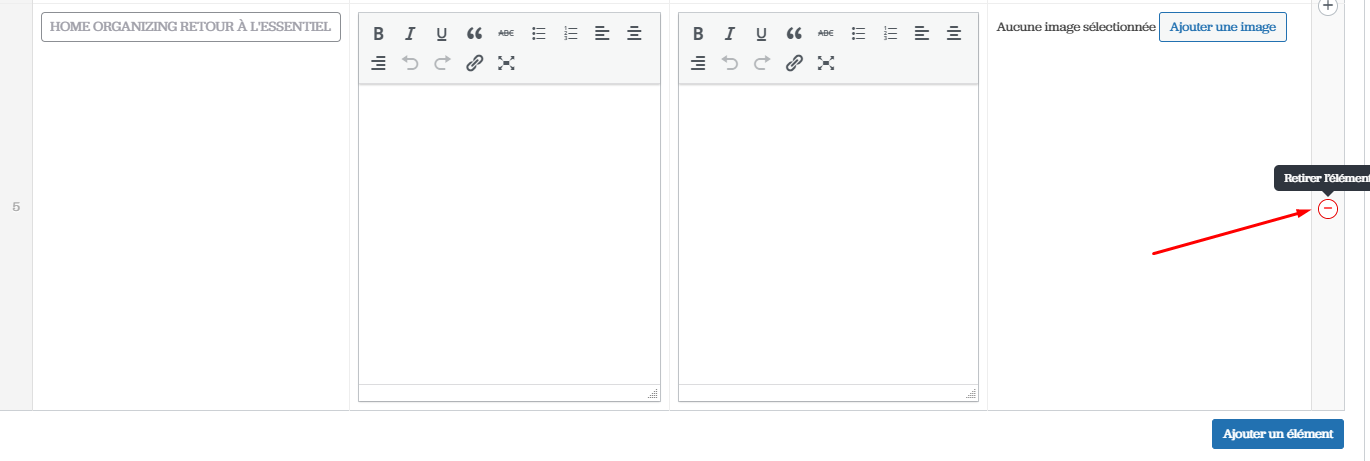 HOME ORGANIZING RETOUR À L'ESSENTIEL
B I U ABC
B I U ABC
Aucune image sélectionnée Ajouter une image
Retirer l'élément
5
Ajouter un élément